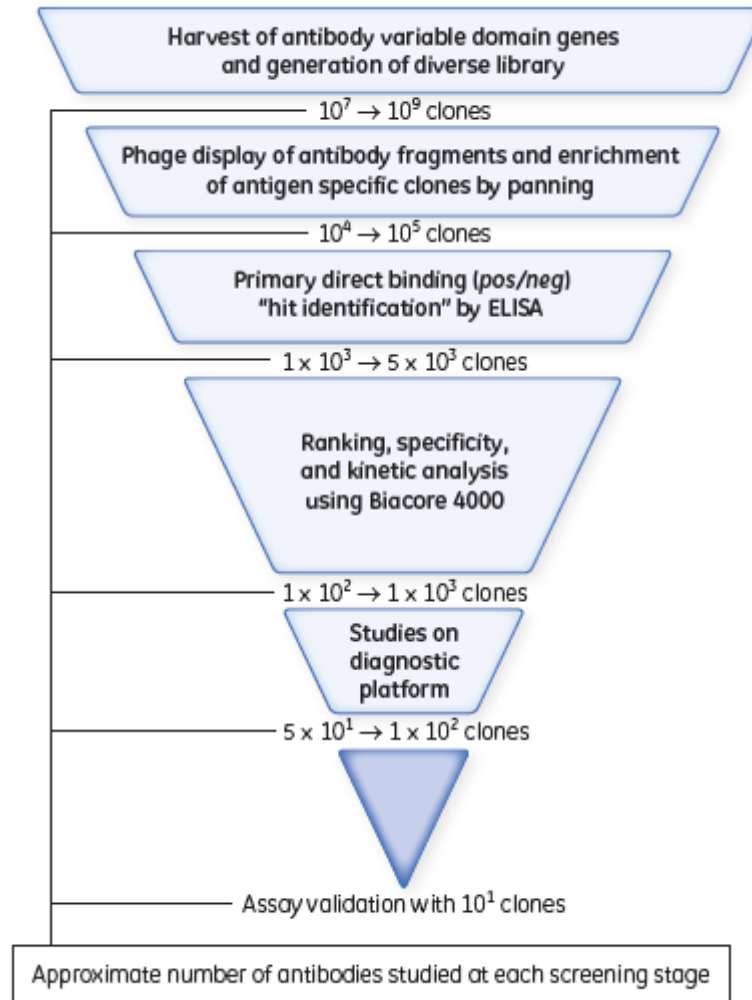 Harvest of antibody variable domain genes
and generation of diverse library
10⁷ → 10⁹ clones
Phage display of antibody fragments and enrichment
of antigen specific clones by panning
10⁴ → 10⁵ clones
Primary direct binding (pos/neg)
“hit identification” by ELISA
1 x 10³ → 5 x 10³ clones
Ranking, specificity,
and kinetic analysis
using Biacore 4000
1 x 10² → 1 x 10³ clones
Studies on
diagnostic
platform
5 x 10¹ → 1 x 10² clones
Assay validation with 10¹ clones
Approximate number of antibodies studied at each screening stage